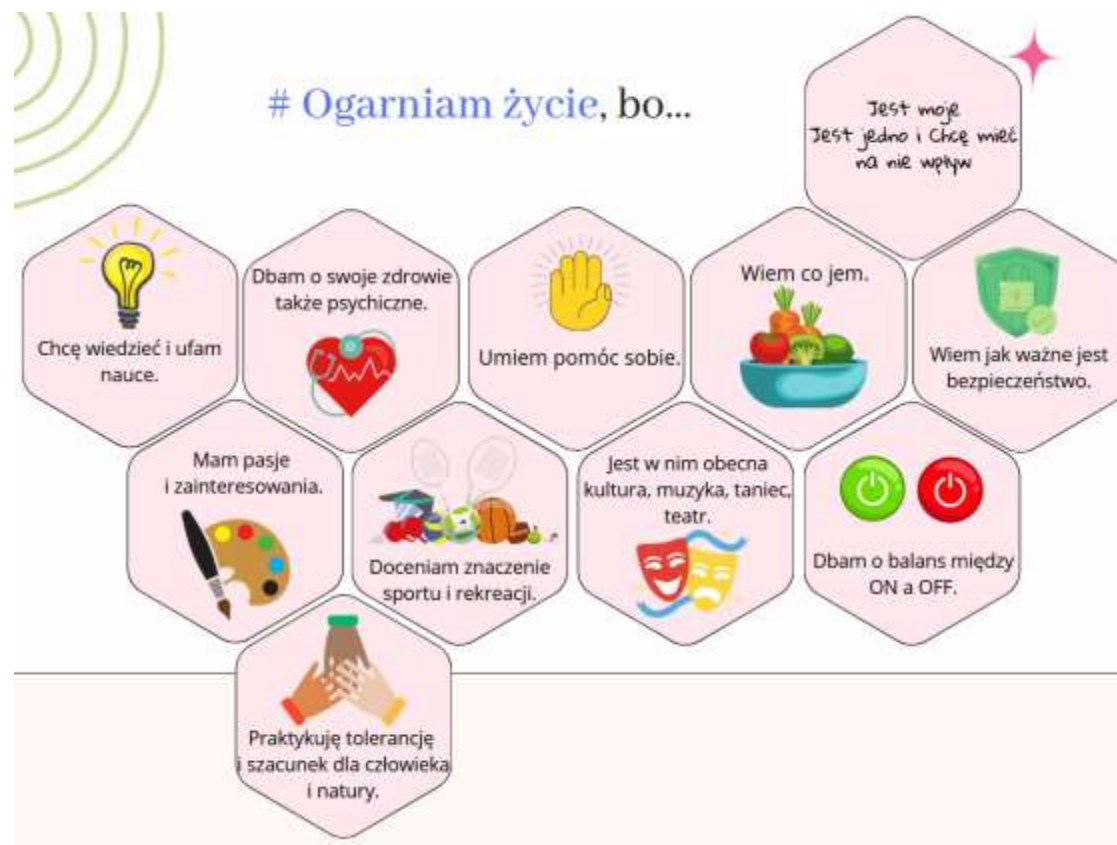 # Ogarniam życie, bo...
Jest moje
Jest jedno i Chcę mieć
na nie wpływ
Chcę wiedzieć i ufam
nauce.
Dbam o swoje zdrowie
także psychiczne.
Umiem pomóc sobie.
Wiem co jem.
Wiem jak ważne jest
bezpieczeństwo.
Mam pasje
i zainteresowania.
Doceniam znaczenie
sportu i rekreacji.
Jest w nim obecna
kultura, muzyka, taniec,
teatr.
Dbam o balans między
ON a OFF.
Praktykuję tolerancję
i szacunek dla człowieka
i natury.